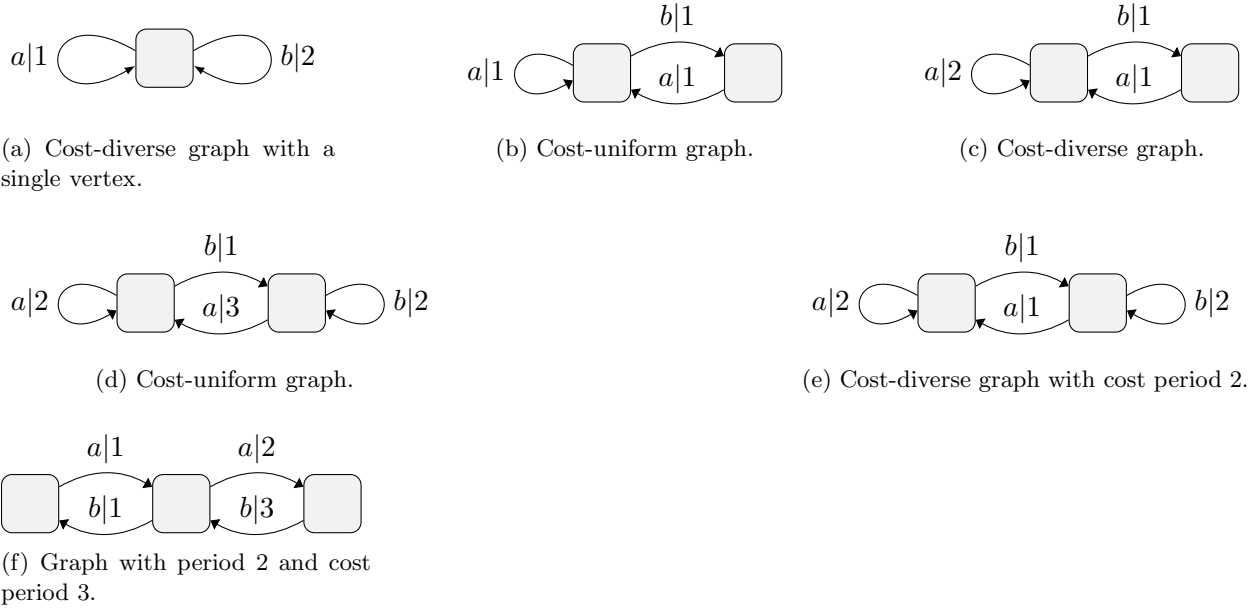 b|1
b|1
a|1
b|2
a|1
a|1
a|2
a|1
(a) Cost-diverse graph with a
single vertex.
(b) Cost-uniform graph.
(c) Cost-diverse graph.
b|1
b|1
a|2
a|3
b|2
a|2
a|1
b|2
(d) Cost-uniform graph.
(e) Cost-diverse graph with cost period 2.
a|1
a|2
b|1
b|3
(f) Graph with period 2 and cost
period 3.